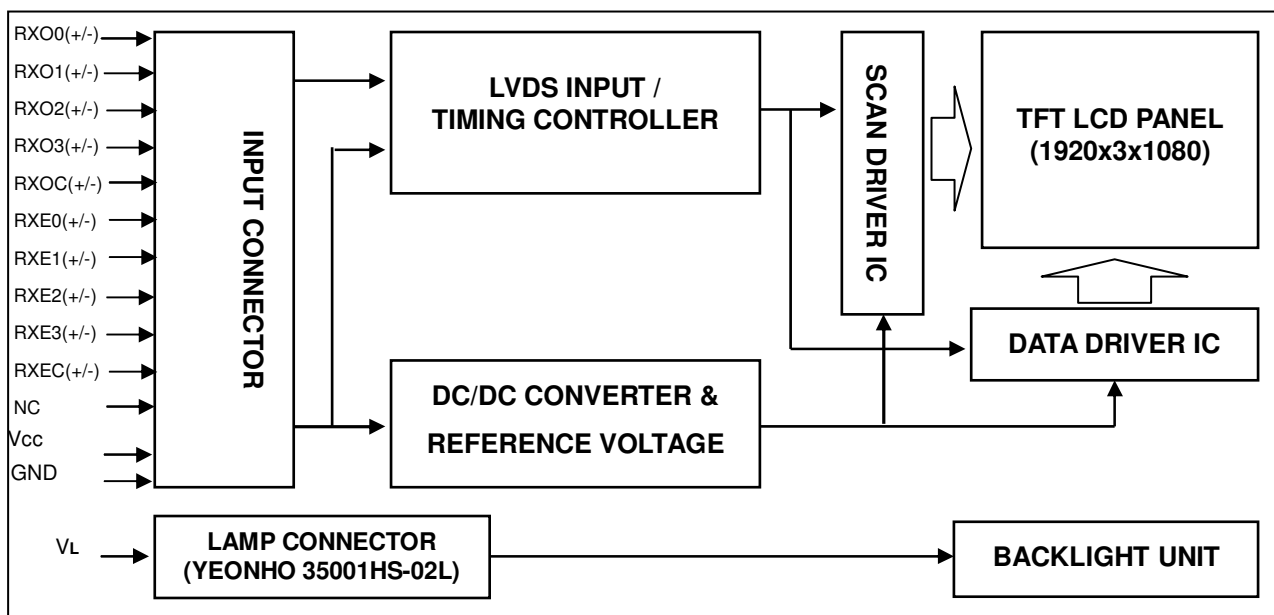 RXO0(+/-)
RXO1(+/-)
RXO2(+/-)
RXO3(+/-)
RXOC(+/-)
RXE0(+/-)
RXE1(+/-)
RXE2(+/-)
RXE3(+/-)
RXEC(+/-)
NC
Vcc
GND
VL
INPUT CONNECTOR
LVDS INPUT /
TIMING CONTROLLER
SCAN DRIVER IC
TFT LCD PANEL
(1920x3x1080)
DATA DRIVER IC
DC/DC CONVERTER &
REFERENCE VOLTAGE
LAMP CONNECTOR
(YEONHO 35001HS-02L)
BACKLIGHT UNIT